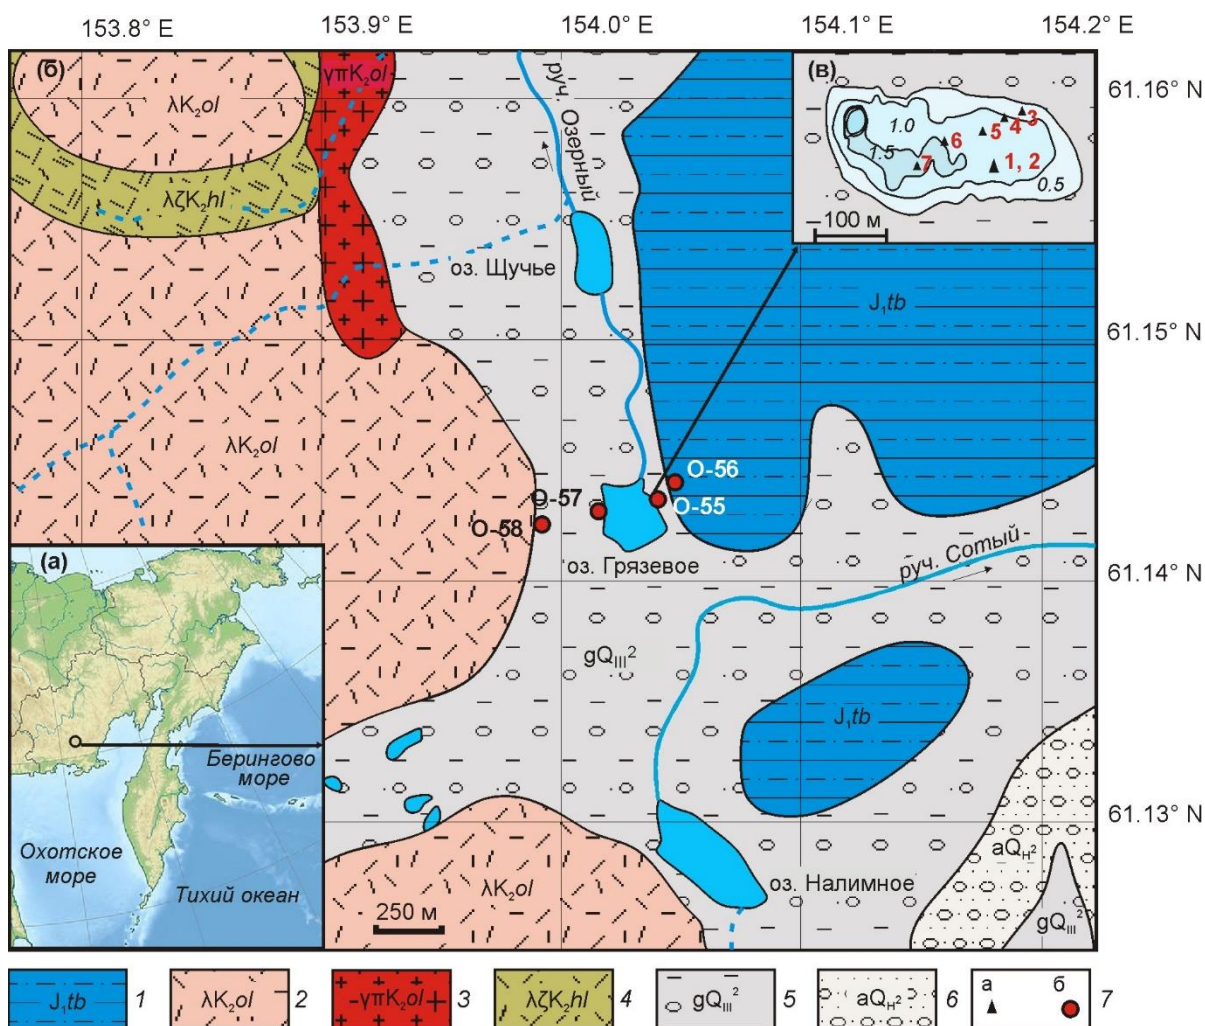 153.8° E 153.9° E 154.0° E 154.1° E 154.2° E
(б)
γπK₂ol
λK₂ol
руч. Озерный
(в)
61.16° N
1.0
5 4 3
6
1.5
7
1, 2
0.5
100 м
λζK₂hl
оз. Щучье
J₁tb
61.15° N
λK₂ol
О-56
О-57
О-55
О-58
(а)
оз. Грязевое
руч. Сотый
61.14° N
gQIII²
J₁tb
Берингово
море
61.13° N
aQH²
Охотское
море
Тихий океан
λK₂ol
оз. Налимное
250 м
gQIII²
J₁tb 1 λK₂ol 2 γπK₂ol 3 λζK₂hl 4 gQIII² 5 aQH² 6 а б 7